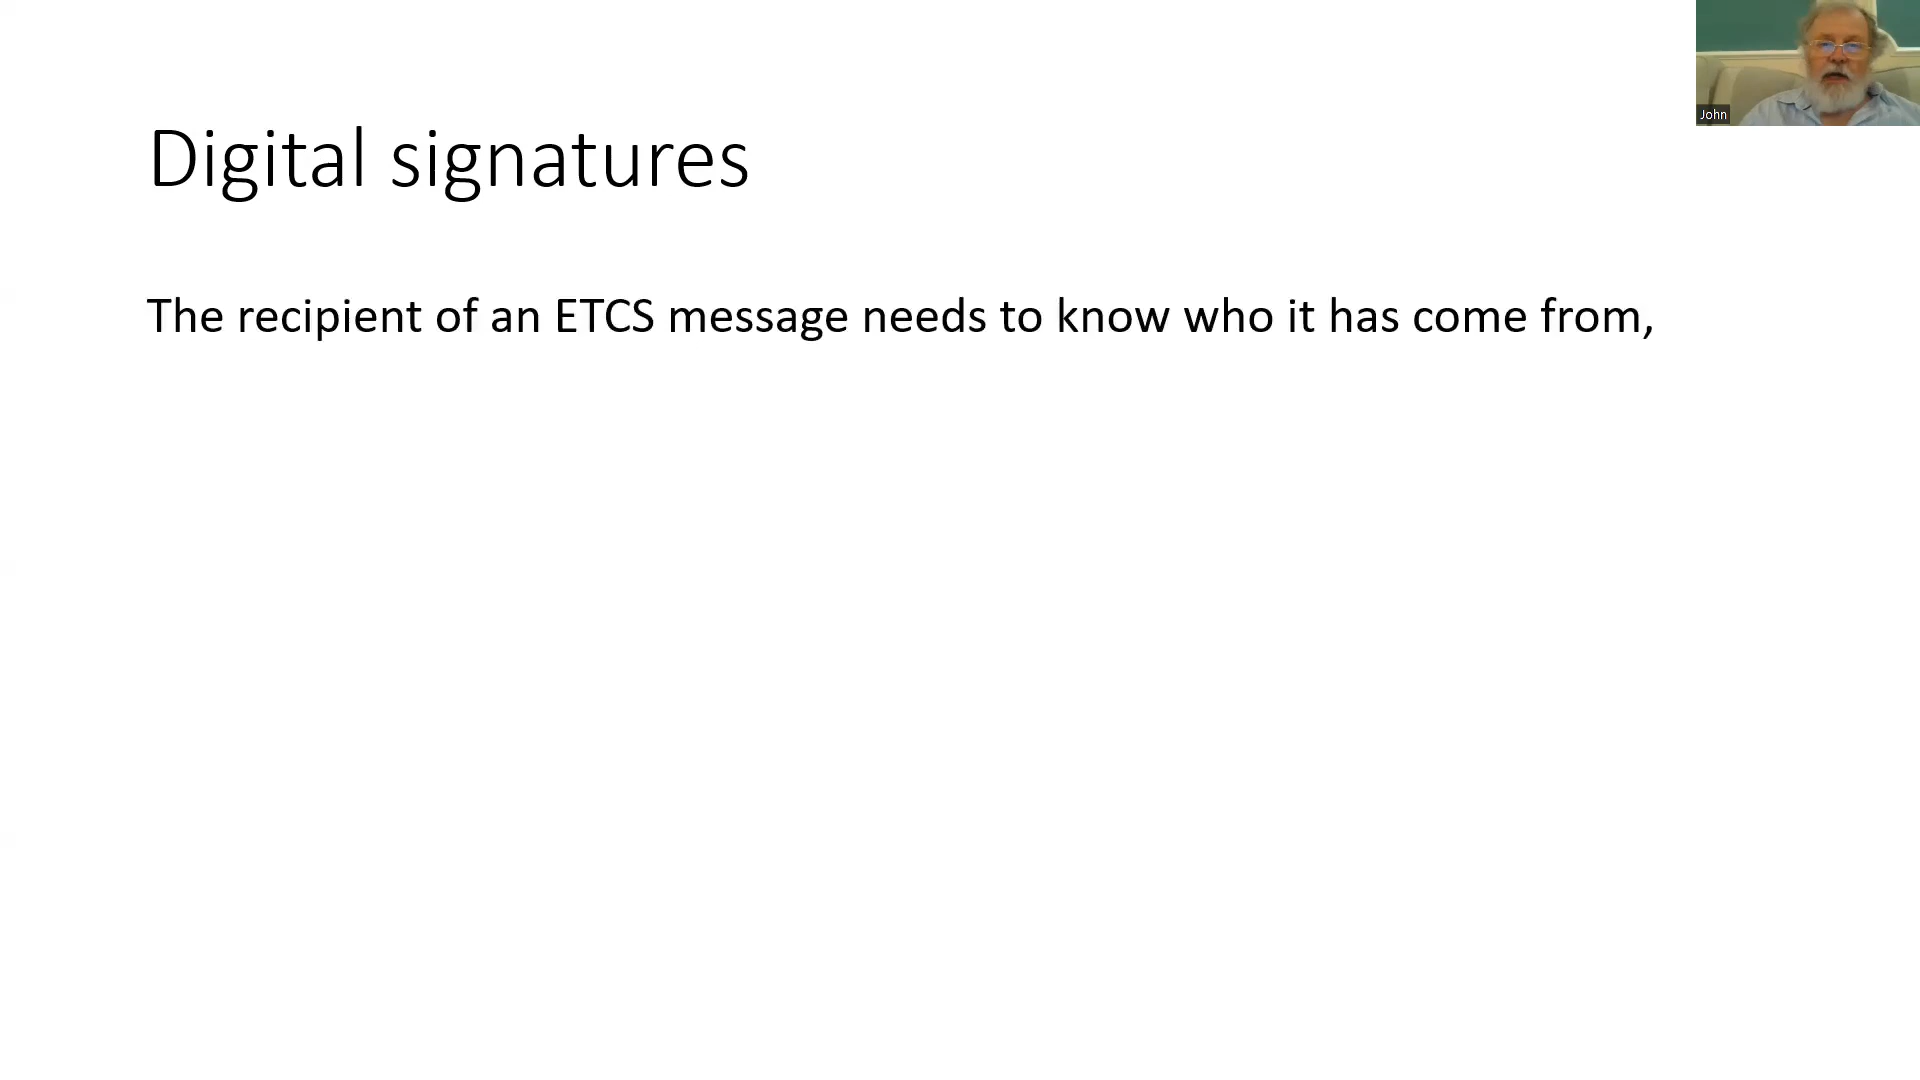 Digital signatures
The recipient of an ETCS message needs to know who it has come from,
John